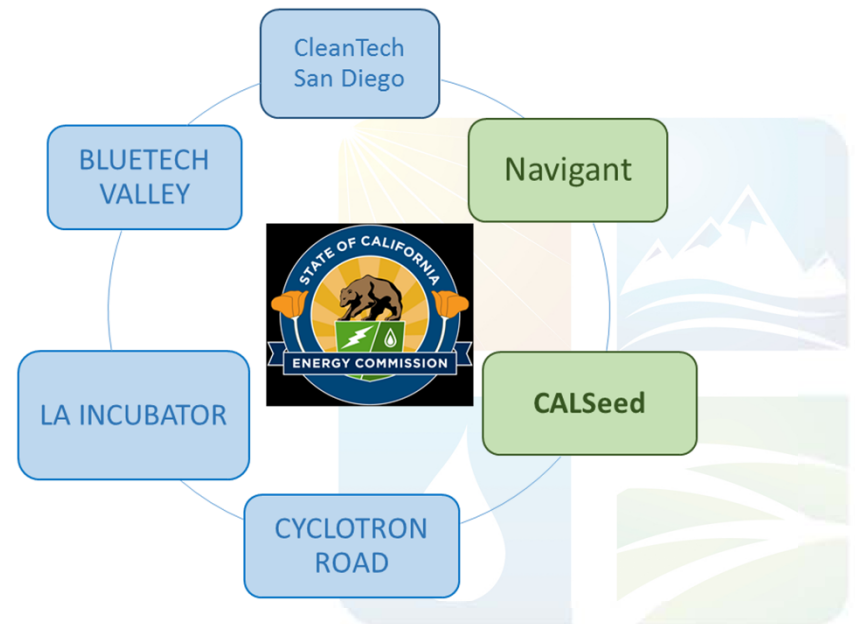 CleanTech
San Diego
BLUETECH
VALLEY
Navigant
STATE OF CALIFORNIA
ENERGY COMMISSION
LA INCUBATOR
CALSeed
CYCLOTRON
ROAD